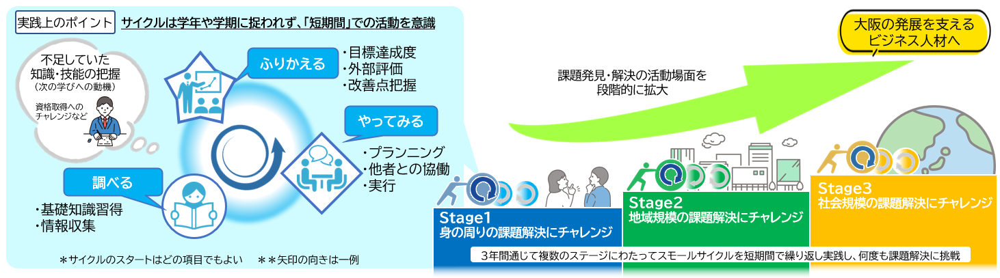 実践上のポイント
サイクルは学年や学期に捉われず、「短期間」での活動を意識
不足していた
知識・技能の把握
(次の学びへの動機)
資格取得への
チャレンジなど
ふりかえる
・目標達成度
・外部評価
・改善点把握
やってみる
・プランニング
・他者との協働
・実行
調べる
・基礎知識習得
・情報収集
＊サイクルのスタートはどの項目でもよい ＊＊矢印の向きは一例
大阪の発展を支える
ビジネス人材へ
課題発見・解決の活動場面を
段階的に拡大
Stage1
身の周りの課題解決にチャレンジ
Stage2
地域規模の課題解決にチャレンジ
Stage3
社会規模の課題解決にチャレンジ
3年間通じて複数のステージにわたってスモールサイクルを短期間で繰り返し実践し、何度も課題解決に挑戦